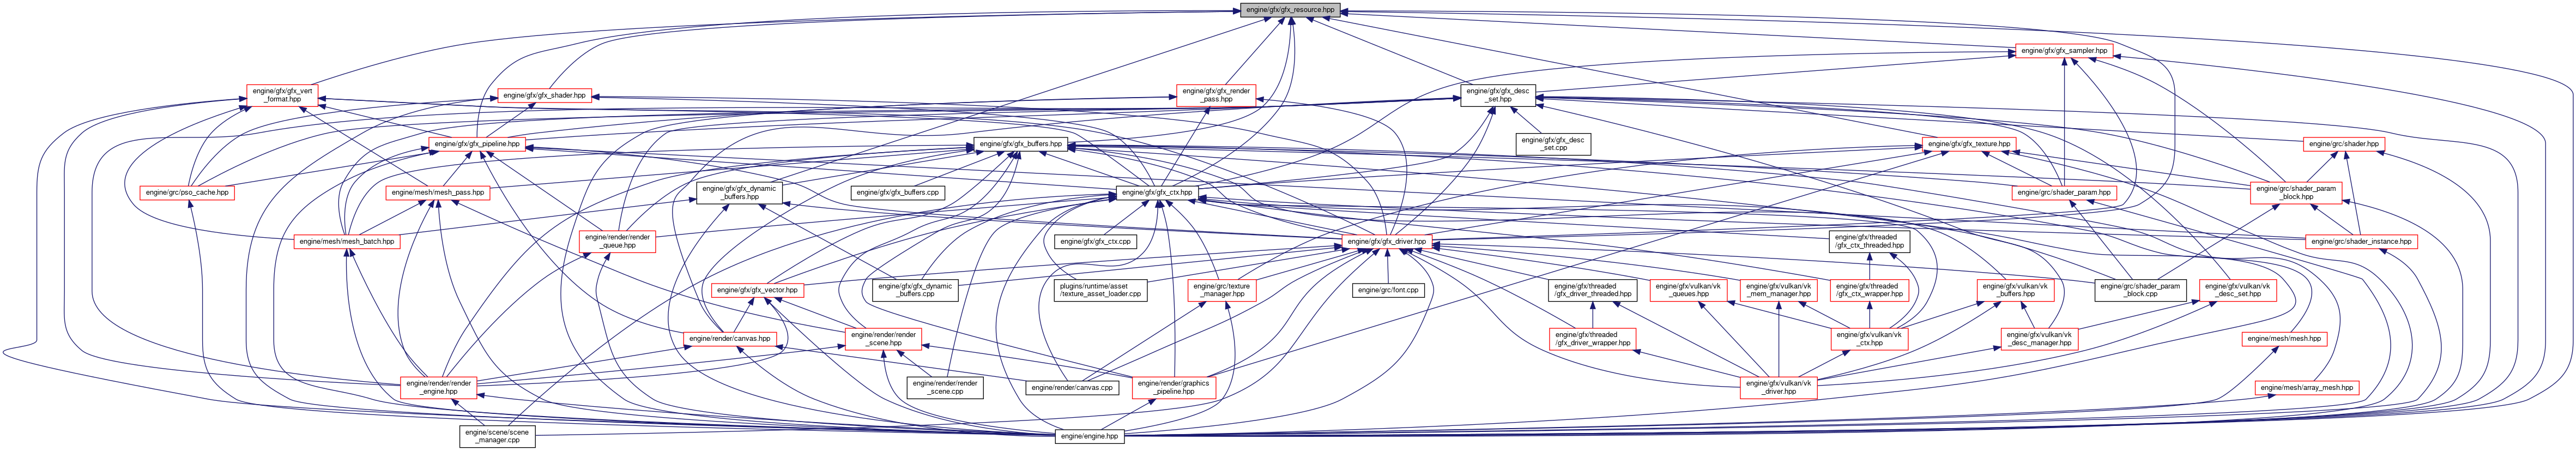 engine/gfx/gfx_resource.hpp
engine/gfx/gfx_sampler.hpp
engine/gfx/gfx_vert
_format.hpp
engine/gfx/gfx_shader.hpp
engine/gfx/gfx_render
_pass.hpp
engine/gfx/gfx_desc
_set.hpp
engine/gfx/gfx_pipeline.hpp
engine/gfx/gfx_buffers.hpp
engine/gfx/gfx_desc
_set.cpp
engine/gfx/gfx_texture.hpp
engine/grc/shader.hpp
engine/grc/pso_cache.hpp
engine/mesh/mesh_pass.hpp
engine/gfx/gfx_dynamic
_buffers.hpp
engine/gfx/gfx_buffers.cpp
engine/gfx/gfx_ctx.hpp
engine/grc/shader_param.hpp
engine/grc/shader_param
_block.hpp
engine/mesh/mesh_batch.hpp
engine/render/render
_queue.hpp
engine/gfx/gfx_ctx.cpp
engine/gfx/gfx_driver.hpp
engine/gfx/threaded
/gfx_ctx_threaded.hpp
engine/grc/shader_instance.hpp
engine/gfx/gfx_vector.hpp
engine/gfx/gfx_dynamic
_buffers.cpp
plugins/runtime/asset
/texture_asset_loader.cpp
engine/grc/texture
_manager.hpp
engine/grc/font.cpp
engine/gfx/threaded
/gfx_driver_threaded.hpp
engine/gfx/vulkan/vk
_queues.hpp
engine/gfx/vulkan/vk
_mem_manager.hpp
engine/gfx/threaded
/gfx_ctx_wrapper.hpp
engine/gfx/vulkan/vk
_buffers.hpp
engine/grc/shader_param
_block.cpp
engine/gfx/vulkan/vk
_desc_set.hpp
engine/render/canvas.hpp
engine/render/render
_scene.hpp
engine/gfx/threaded
/gfx_driver_wrapper.hpp
engine/gfx/vulkan/vk
_ctx.hpp
engine/gfx/vulkan/vk
_desc_manager.hpp
engine/mesh/mesh.hpp
engine/render/render
_engine.hpp
engine/render/render
_scene.cpp
engine/render/canvas.cpp
engine/render/graphics
_pipeline.hpp
engine/gfx/vulkan/vk
_driver.hpp
engine/mesh/array_mesh.hpp
engine/scene/scene
_manager.cpp
engine/engine.hpp